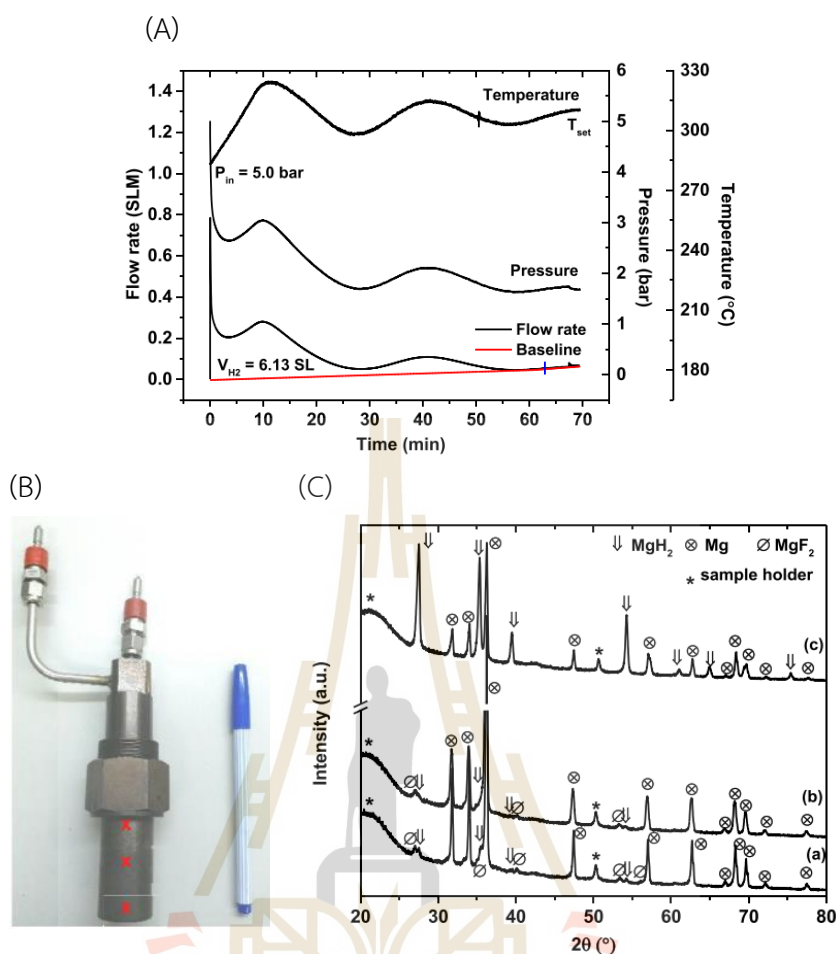 (A)
1.4
1.2
1.0
0.8
0.6
0.4
0.2
0.0
Flow rate (SLM)
Temperature
T_set
P_in = 5.0 bar
Pressure
Flow rate
Baseline
V_H2 = 6.13 SL
6
5
4
3
2
1
0
Pressure (bar)
330
300
270
240
210
180
Temperature (°C)
0 10 20 30 40 50 60 70
Time (min)
(B)
x
x
x
(C)
⇓ MgH₂ ⊗ Mg ∅ MgF₂
* sample holder
(c)
(b)
(a)
Intensity (a.u.)
20 30 40 50 60 70 80
2θ (°)